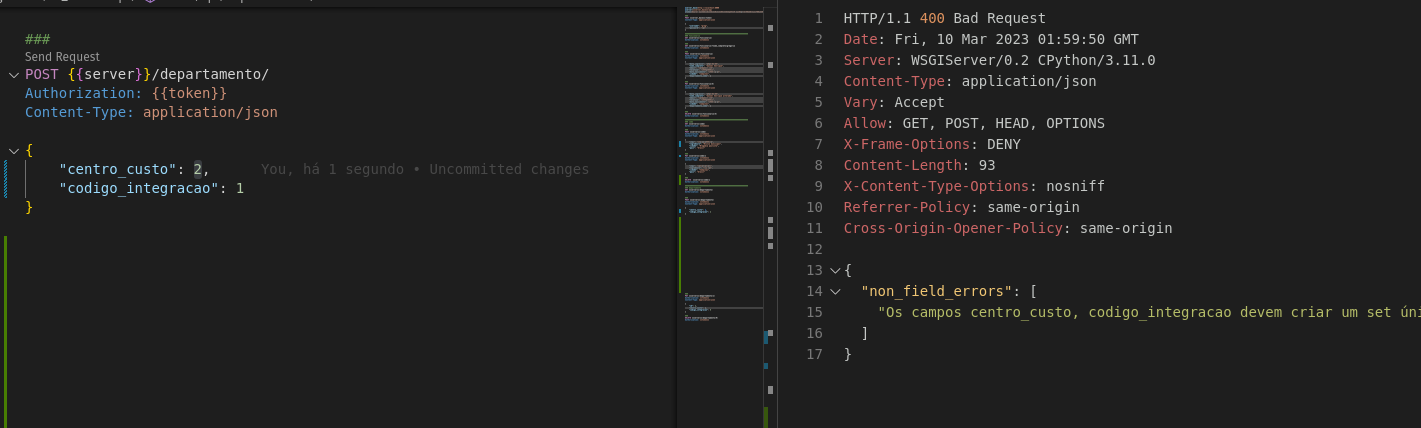 ###
Send Request
POST {{server}}/departamento/
Authorization: {{token}}
Content-Type: application/json
{
"centro_custo": 2, You, há 1 segundo • Uncommitted changes
"codigo_integracao": 1
}
1 HTTP/1.1 400 Bad Request
2 Date: Fri, 10 Mar 2023 01:59:50 GMT
3 Server: WSGIServer/0.2 CPython/3.11.0
4 Content-Type: application/json
5 Vary: Accept
6 Allow: GET, POST, HEAD, OPTIONS
7 X-Frame-Options: DENY
8 Content-Length: 93
9 X-Content-Type-Options: nosniff
10 Referrer-Policy: same-origin
11 Cross-Origin-Opener-Policy: same-origin
12
13 {
14 "non_field_errors": [
15 "Os campos centro_custo, codigo_integracao devem criar um set úni
16 ]
17 }